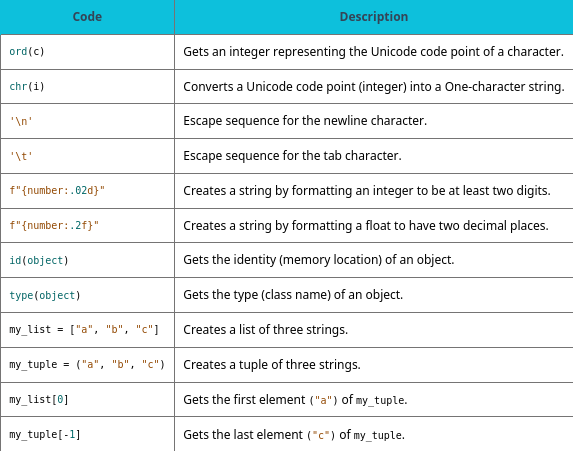 Code Description
ord(c) Gets an integer representing the Unicode code point of a character.
chr(i) Converts a Unicode code point (integer) into a One-character string.
'\n' Escape sequence for the newline character.
'\t' Escape sequence for the tab character.
f"{number:.02d}" Creates a string by formatting an integer to be at least two digits.
f"{number:.2f}" Creates a string by formatting a float to have two decimal places.
id(object) Gets the identity (memory location) of an object.
type(object) Gets the type (class name) of an object.
my_list = ["a", "b", "c"] Creates a list of three strings.
my_tuple = ("a", "b", "c") Creates a tuple of three strings.
my_list[0] Gets the first element ("a") of my_tuple.
my_tuple[-1] Gets the last element ("c") of my_tuple.